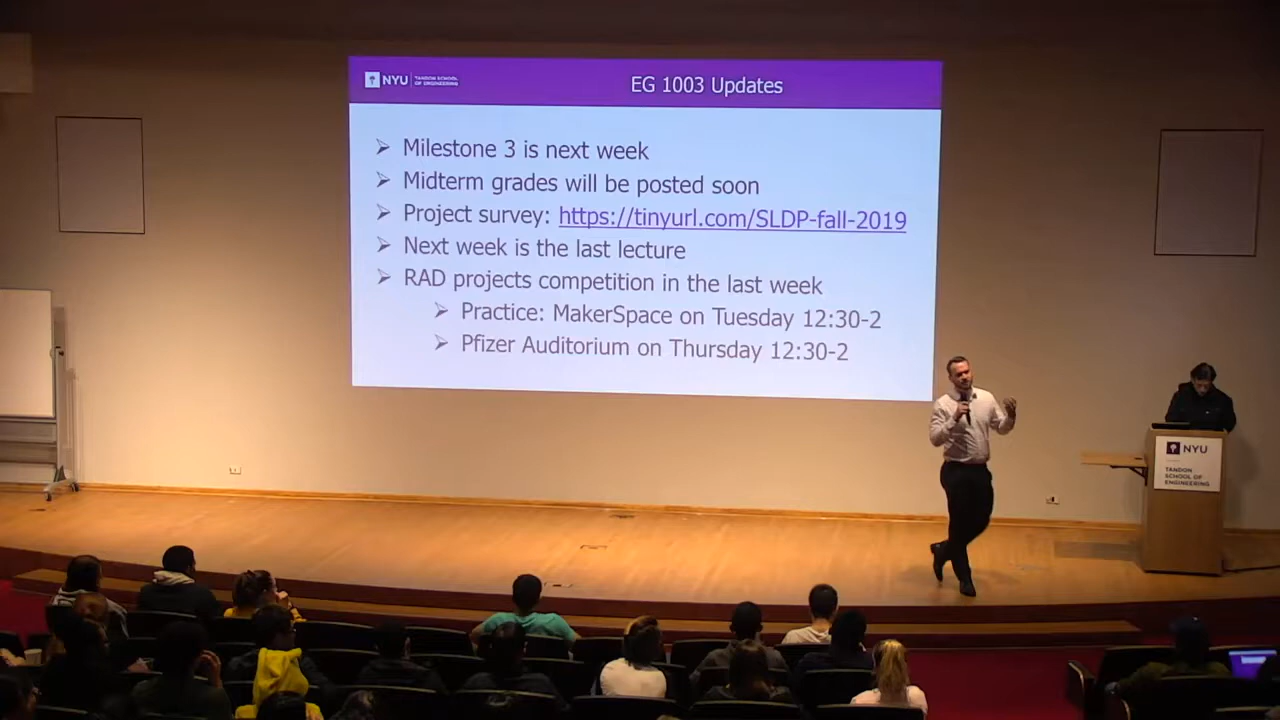 NYU TANDON SCHOOL
OF ENGINEERING
EG 1003 Updates
Milestone 3 is next week
Midterm grades will be posted soon
Project survey: https://tinyurl.com/SLDP-fall-2019
Next week is the last lecture
RAD projects competition in the last week
Practice: MakerSpace on Tuesday 12:30-2
Pfizer Auditorium on Thursday 12:30-2
NYU
TANDON
SCHOOL OF
ENGINEERING